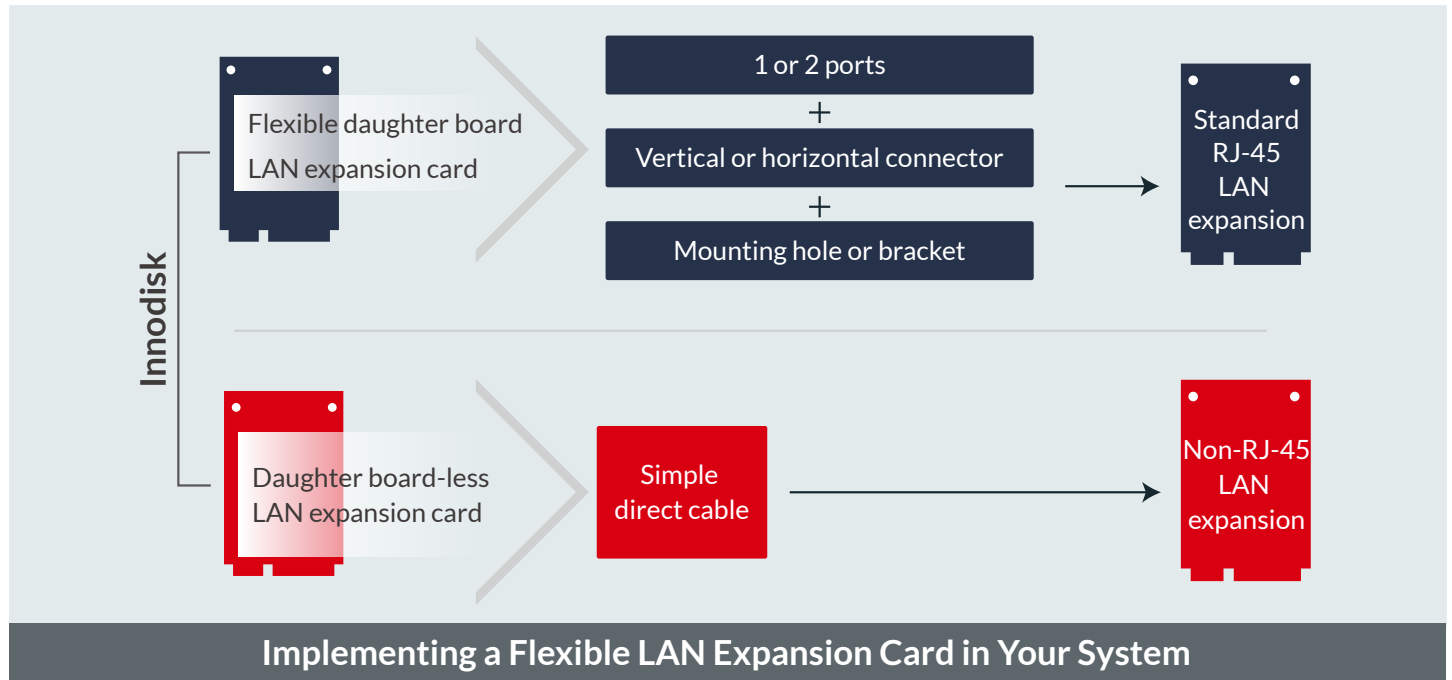 Innodisk
Flexible daughter board
LAN expansion card
1 or 2 ports
+
Vertical or horizontal connector
+
Mounting hole or bracket
Standard
RJ-45
LAN
expansion
Daughter board-less
LAN expansion card
Simple
direct cable
Non-RJ-45
LAN
expansion
Implementing a Flexible LAN Expansion Card in Your System